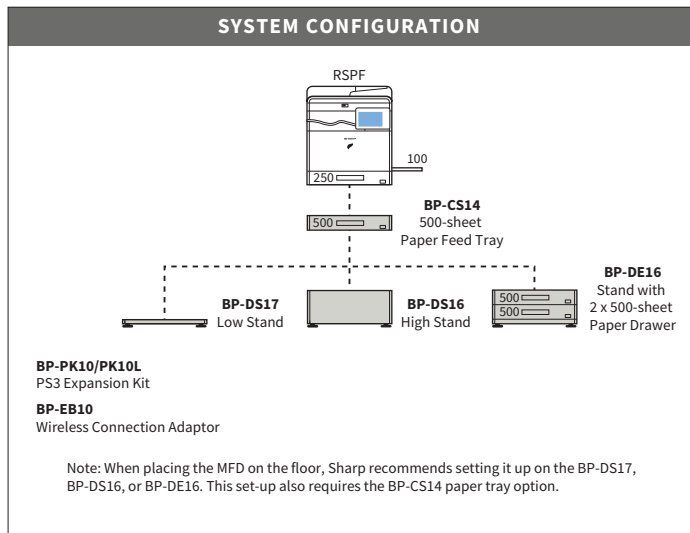 SYSTEM CONFIGURATION
RSPF
100
250
500
BP-CS14
500-sheet
Paper Feed Tray
BP-DS17
Low Stand
BP-DS16
High Stand
500
500
BP-DE16
Stand with
2 x 500-sheet
Paper Drawer
BP-PK10/PK10L
PS3 Expansion Kit
BP-EB10
Wireless Connection Adaptor
Note: When placing the MFD on the floor, Sharp recommends setting it up on the BP-DS17,
BP-DS16, or BP-DE16. This set-up also requires the BP-CS14 paper tray option.